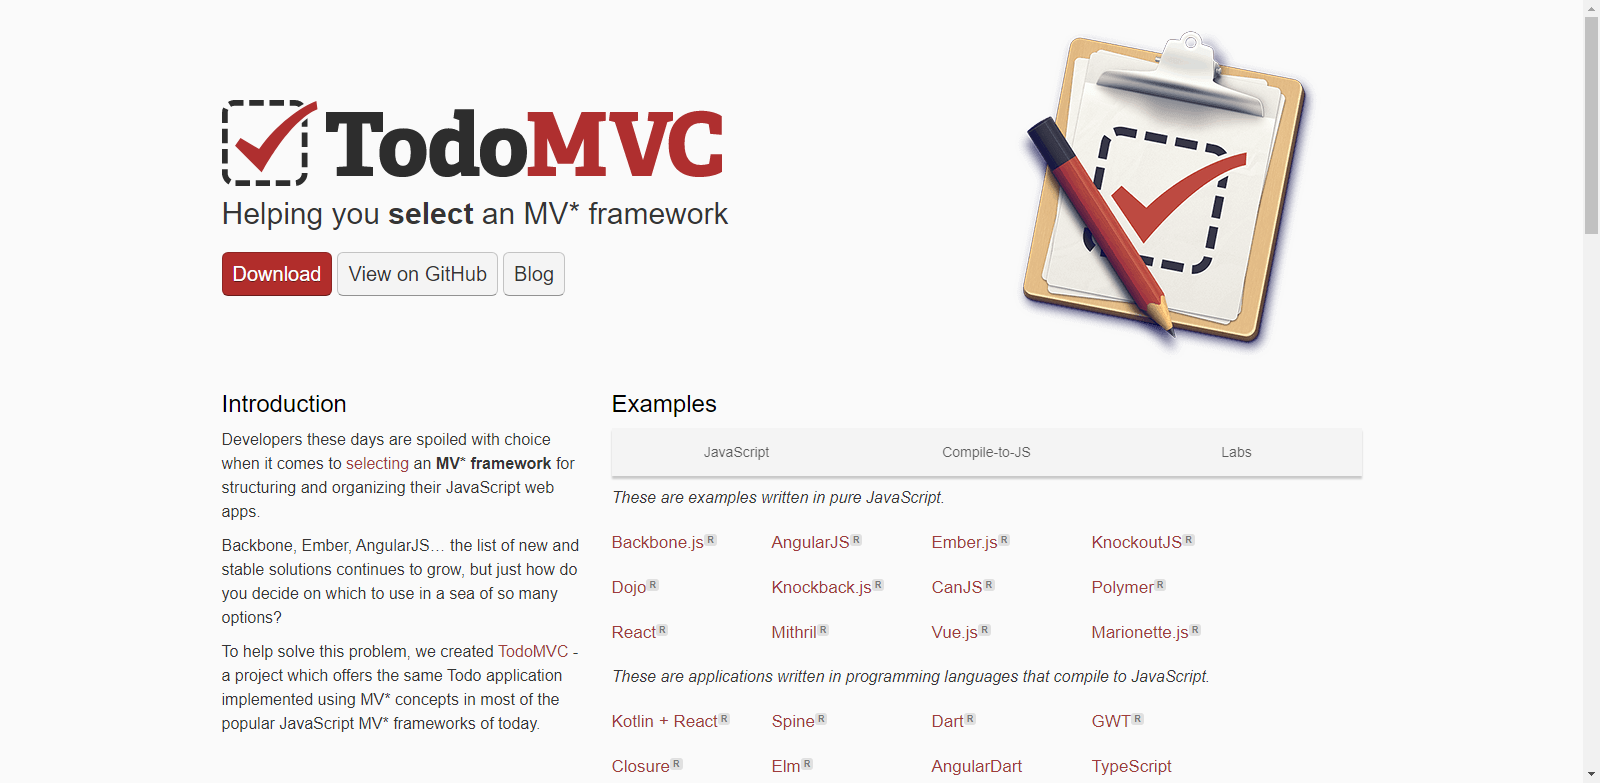 TodoMVC
Helping you select an MV* framework
Download View on GitHub Blog
Introduction
Developers these days are spoiled with choice
when it comes to selecting an MV* framework for
structuring and organizing their JavaScript web
apps.
Backbone, Ember, AngularJS… the list of new and
stable solutions continues to grow, but just how do
you decide on which to use in a sea of so many
options?
To help solve this problem, we created TodoMVC -
a project which offers the same Todo application
implemented using MV* concepts in most of the
popular JavaScript MV* frameworks of today.
Examples
JavaScript Compile-to-JS Labs
These are examples written in pure JavaScript.
Backbone.js R AngularJS R Ember.js R KnockoutJS R
Dojo R Knockback.js R CanJS R Polymer R
React R Mithril R Vue.js R Marionette.js R
These are applications written in programming languages that compile to JavaScript.
Kotlin + React R Spine R Dart R GWT R
Closure R Elm R AngularDart TypeScript